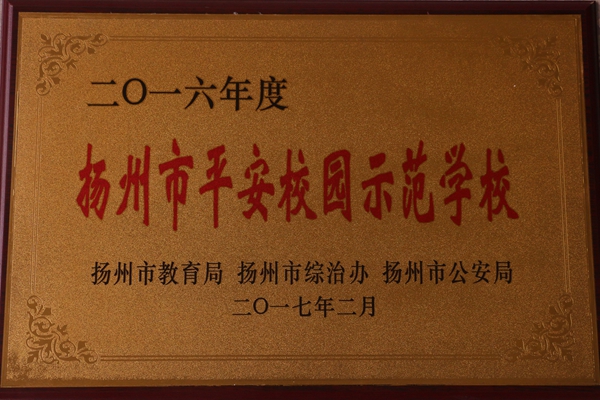 二〇一六年度
扬州市平安校园示范学校
扬州市教育局 扬州市综治办 扬州市公安局
二〇一七年二月